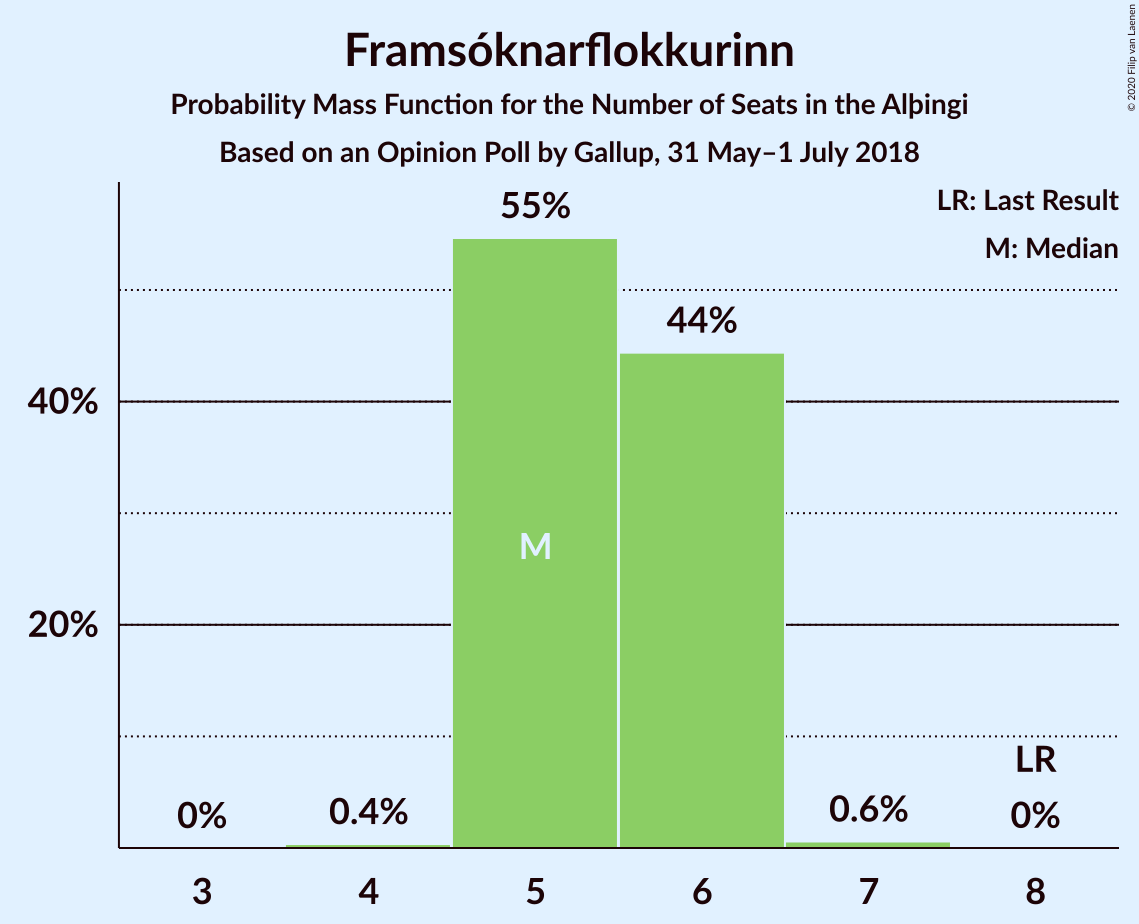 Framsóknarflokkurinn
Probability Mass Function for the Number of Seats in the Alþingi
Based on an Opinion Poll by Gallup, 31 May–1 July 2018
© 2020 Filip van Laenen
LR: Last Result
M: Median
55%
44%
40%
M
20%
LR
0%
0.4%
0.6%
0%
3
4
5
6
7
8